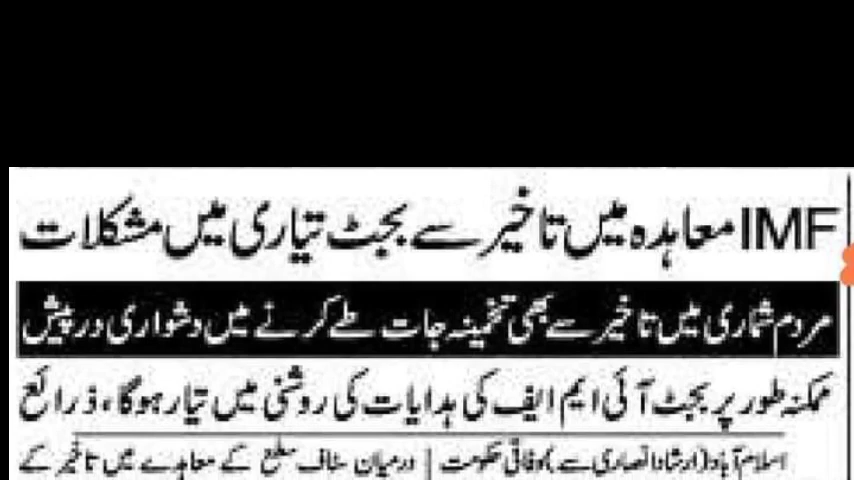 IMF معاہدہ میں تاخیر سے بجٹ تیاری میں مشکلات
مردم شماری میں تاخیر سے بھی تخمینہ جات طے کرنے میں دشواری درپیش
ممکنہ طور پر بجٹ آئی ایم ایف کی ہدایات کی روشنی میں تیار ہوگا، ذرائع
اسلام آباد (ارشاد انصاری سے) وفاقی حکومت
درمیان سٹاف سطح کے معاہدے میں تاخیر کے